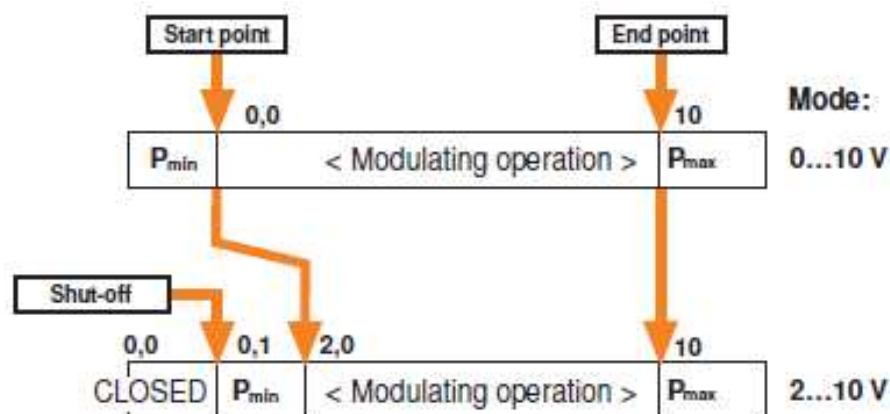 Start point End point
Mode:
0,0 10
Pmin < Modulating operation > Pmax 0...10 V
Shut-off
0,0 0,1 2,0 10
CLOSED Pmin < Modulating operation > Pmax 2...10 V